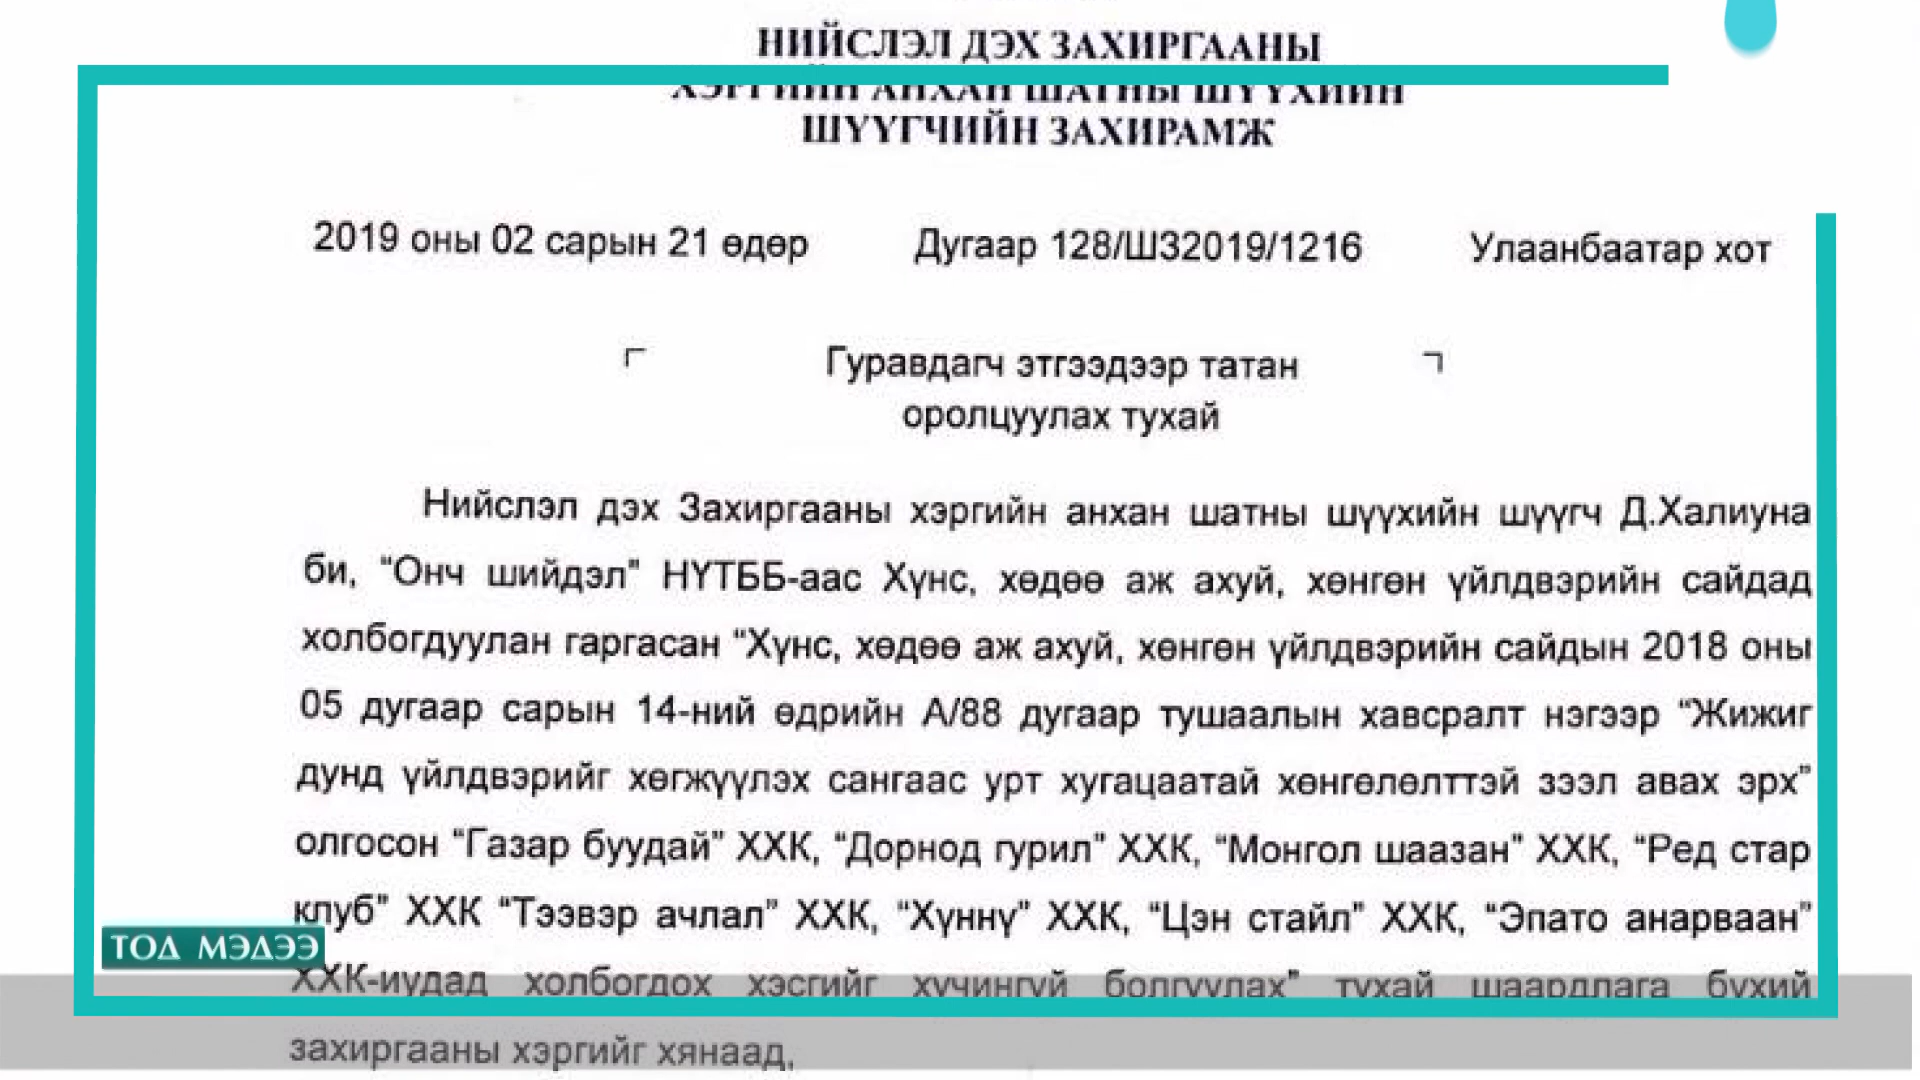 НИЙСЛЭЛ ДЭХ ЗАХИРГААНЫ
ХЭРГИЙН АНХАН ШАТНЫ ШҮҮХИЙН
ШҮҮГЧИЙН ЗАХИРАМЖ
2019 оны 02 сарын 21 өдөр Дугаар 128/ШЗ2019/1216 Улаанбаатар хот
Гуравдагч этгээдээр татан
оролцуулах тухай
Нийслэл дэх Захиргааны хэргийн анхан шатны шүүхийн шүүгч Д.Халиуна
би, “Онч шийдэл” НҮТББ-аас Хүнс, хөдөө аж ахуй, хөнгөн үйлдвэрийн сайдад
холбогдуулан гаргасан “Хүнс, хөдөө аж ахуй, хөнгөн үйлдвэрийн сайдын 2018 оны
05 дугаар сарын 14-ний өдрийн А/88 дугаар тушаалын хавсралт нэгээр “Жижиг
дунд үйлдвэрийг хөгжүүлэх сангаас урт хугацаатай хөнгөлөлттэй зээл авах эрх”
олгосон “Газар буудай” ХХК, “Дорнод гурил” ХХК, “Монгол шаазан” ХХК, “Ред стар
клуб” ХХК “Тээвэр ачлал” ХХК, “Хүннү” ХХК, “Цэн стайл” ХХК, “Эпато анарваан”
ТОД МЭДЭЭ
ХХК-иудад холбогдох хэсгийг хүчингүй болгуулах” тухай шаардлага бүхий
захиргааны хэргийг хянаад,